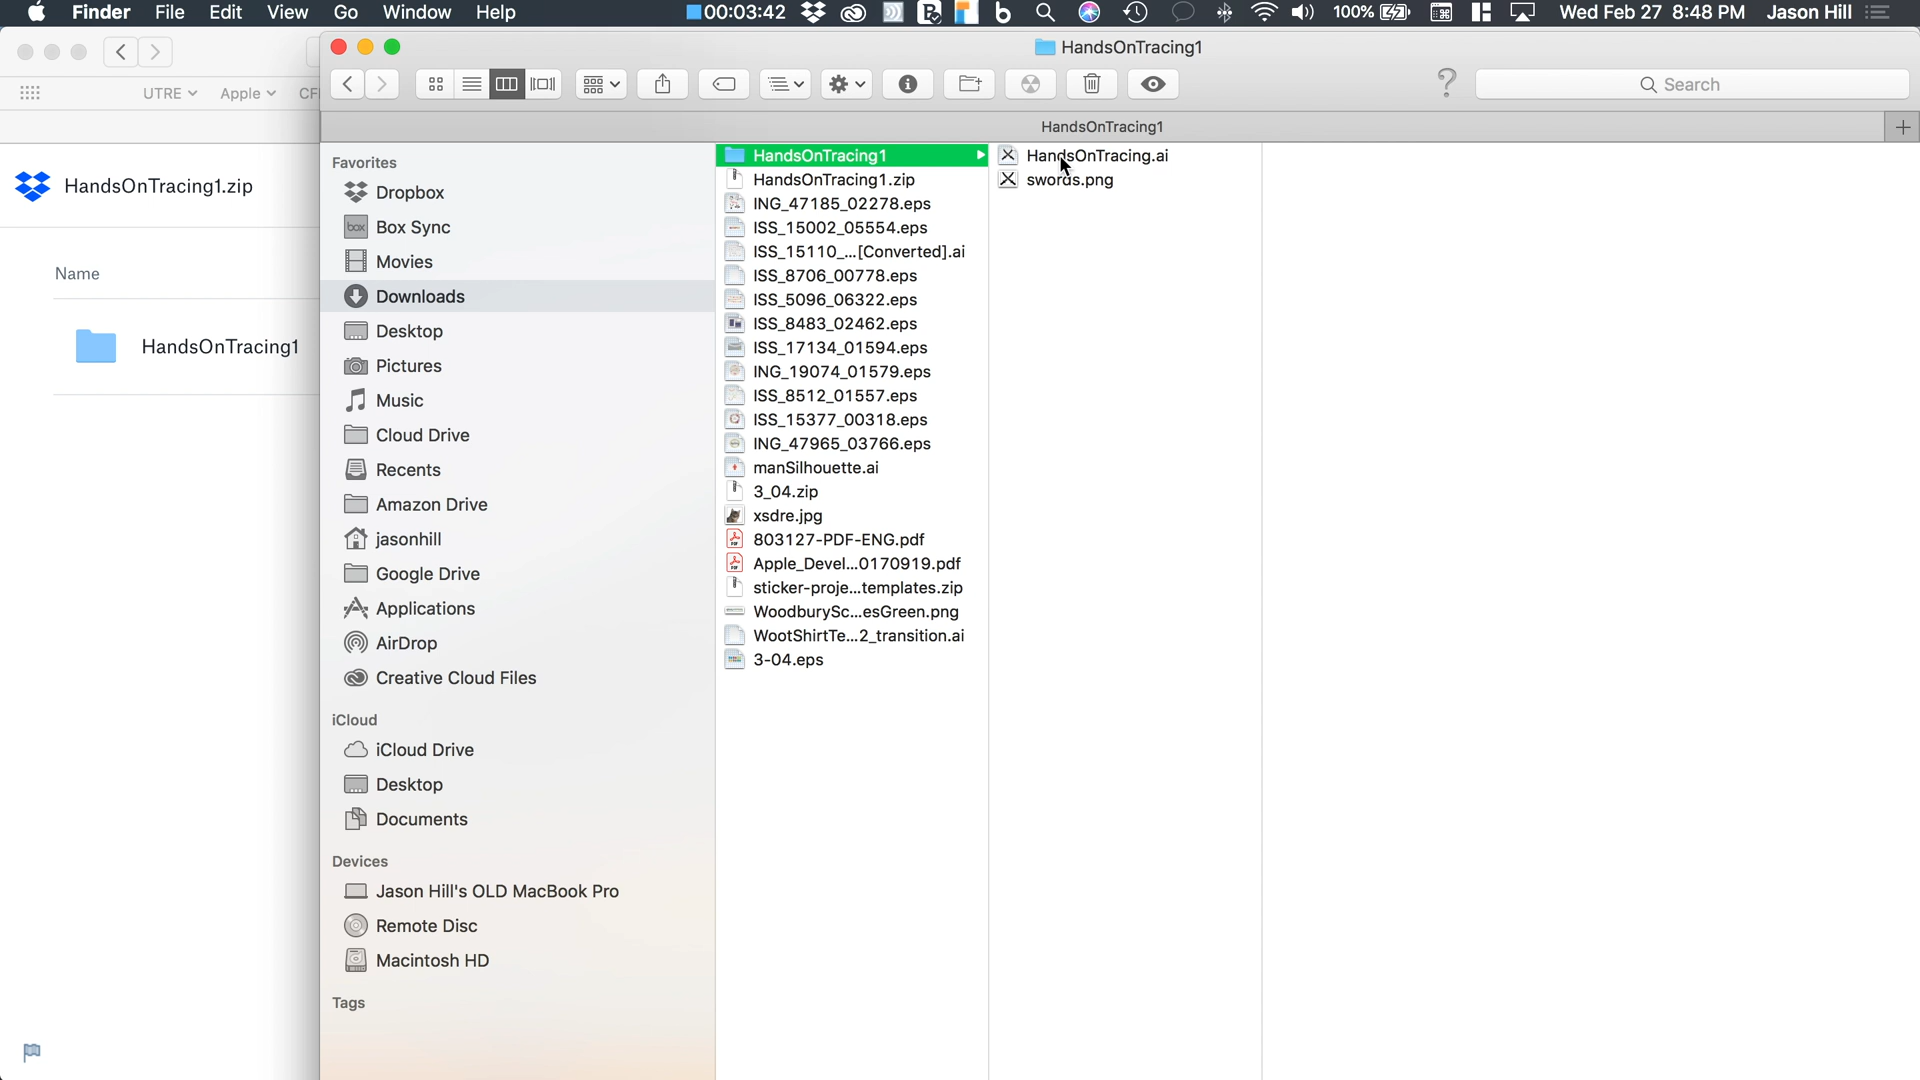 Finder File Edit View Go Window Help 00:03:42 100% Wed Feb 27 8:48 PM Jason Hill
HandsOnTracing1
Search
UTRE Apple CF
HandsOnTracing1
HandsOnTracing1.zip
Name
HandsOnTracing1
Favorites
Dropbox
Box Sync
Movies
Downloads
Desktop
Pictures
Music
Cloud Drive
Recents
Amazon Drive
jasonhill
Google Drive
Applications
AirDrop
Creative Cloud Files
iCloud
iCloud Drive
Desktop
Documents
Devices
Jason Hill's OLD MacBook Pro
Remote Disc
Macintosh HD
Tags
HandsOnTracing1
HandsOnTracing1.zip
ING_47185_02278.eps
ISS_15002_05554.eps
ISS_15110_...[Converted].ai
ISS_8706_00778.eps
ISS_5096_06322.eps
ISS_8483_02462.eps
ISS_17134_01594.eps
ING_19074_01579.eps
ISS_8512_01557.eps
ISS_15377_00318.eps
ING_47965_03766.eps
manSilhouette.ai
3_04.zip
xsdre.jpg
803127-PDF-ENG.pdf
Apple_Devel...0170919.pdf
sticker-proje...templates.zip
WoodburySc...esGreen.png
WootShirtTe...2_transition.ai
3-04.eps
HandsOnTracing.ai
swords.png